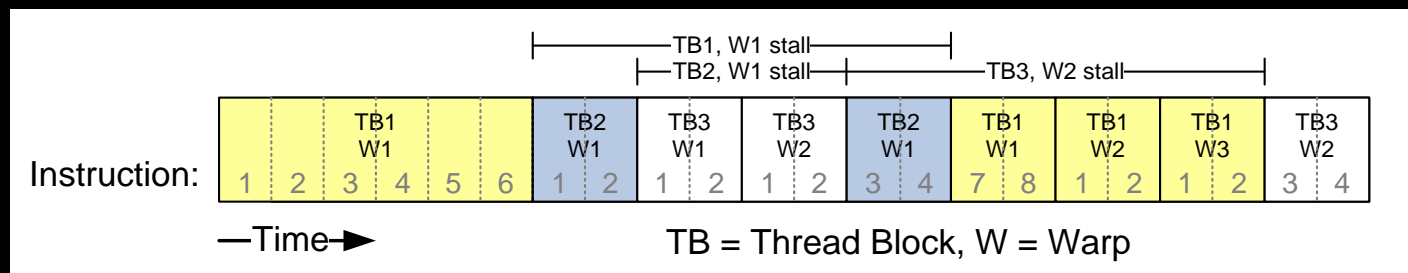 TB1, W1 stall
TB2, W1 stall TB3, W2 stall
TB1 TB2 TB3 TB3 TB2 TB1 TB1 TB1 TB3
W1 W1 W1 W2 W1 W1 W2 W3 W2
Instruction: 1 2 3 4 5 6 1 2 1 2 1 2 3 4 7 8 1 2 1 2 3 4
Time TB = Thread Block, W = Warp